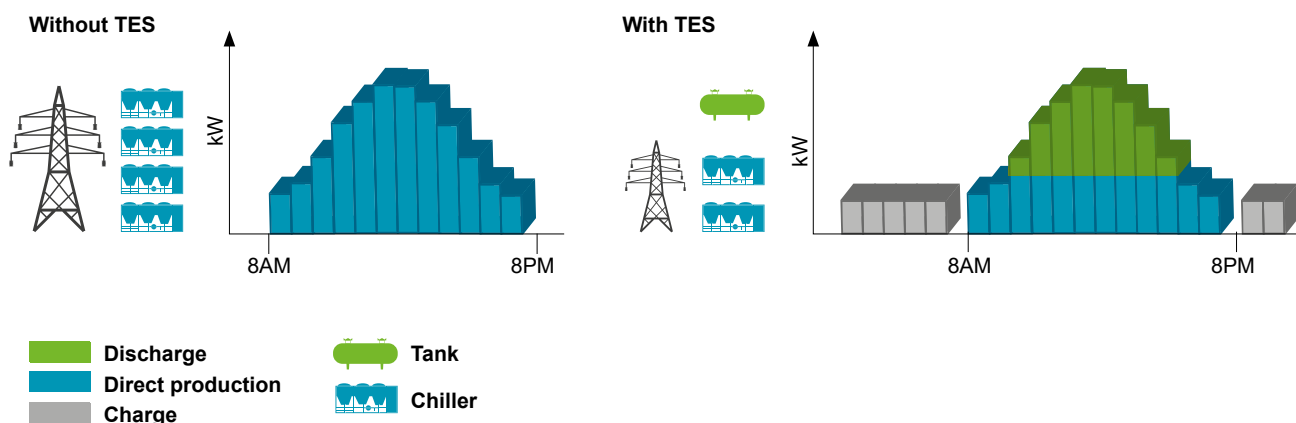 Without TES
kW
8AM
8PM
With TES
kW
8AM
8PM
Discharge
Direct production
Charge
Tank
Chiller